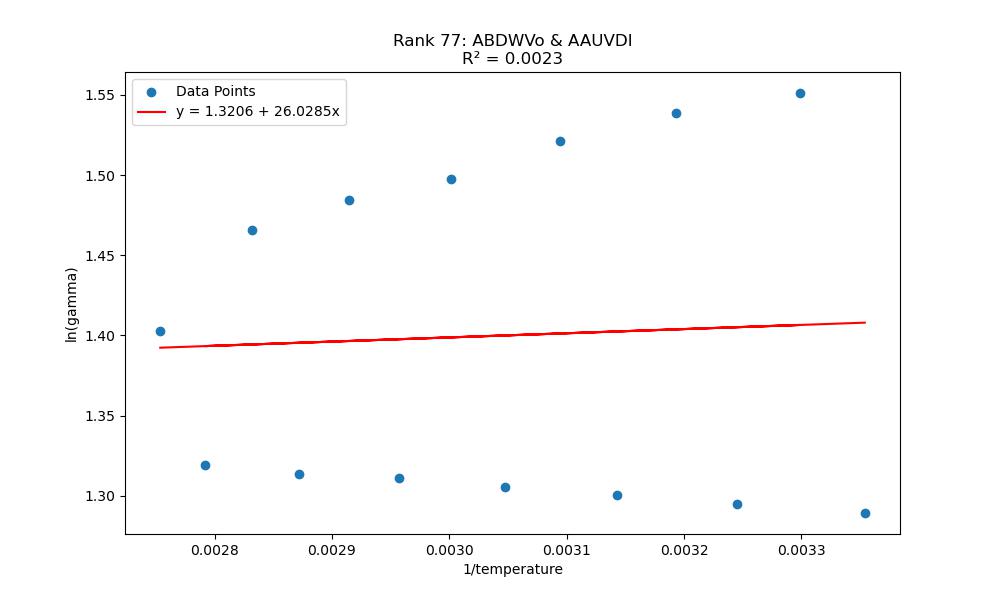 Rank 77: ABDWVo & AAUVDI
R² = 0.0023
Data Points
y = 1.3206 + 26.0285x
ln(gamma)
1.55
1.50
1.45
1.40
1.35
1.30
0.0028 0.0029 0.0030 0.0031 0.0032 0.0033
1/temperature